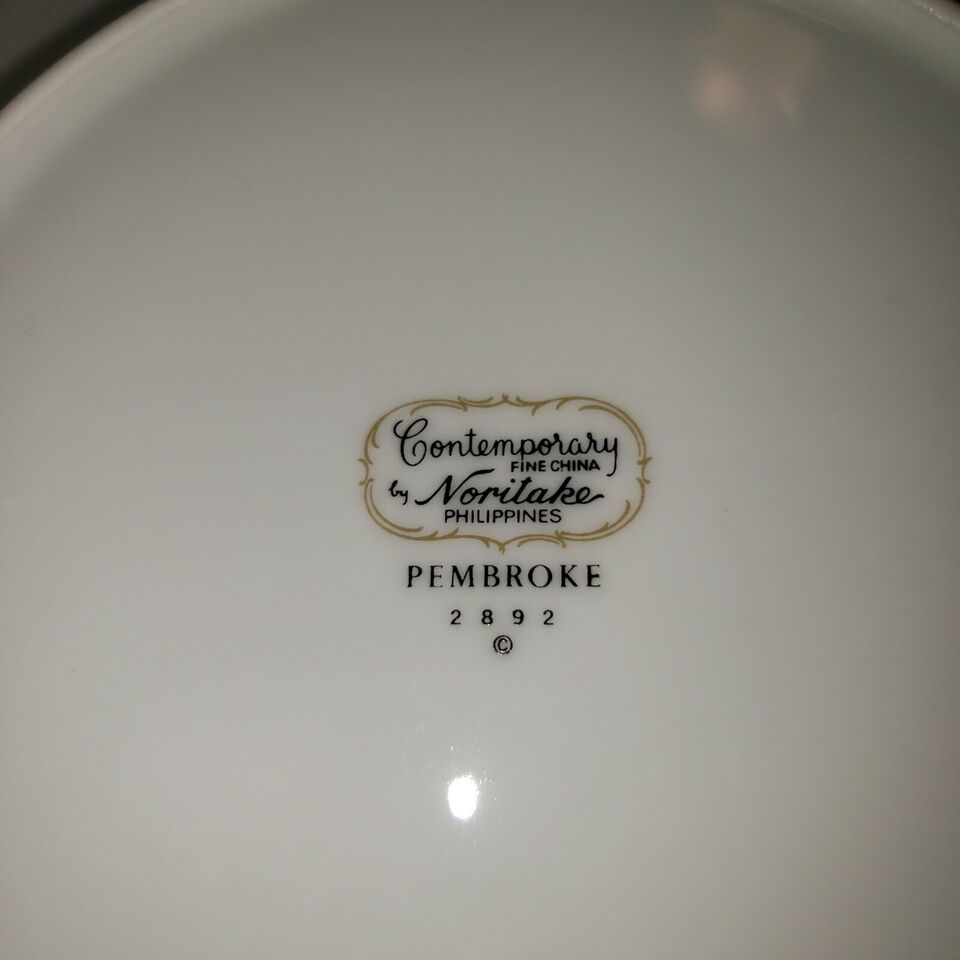 Contemporary
FINE CHINA
by Noritake
PHILIPPINES
PEMBROKE
2892
©